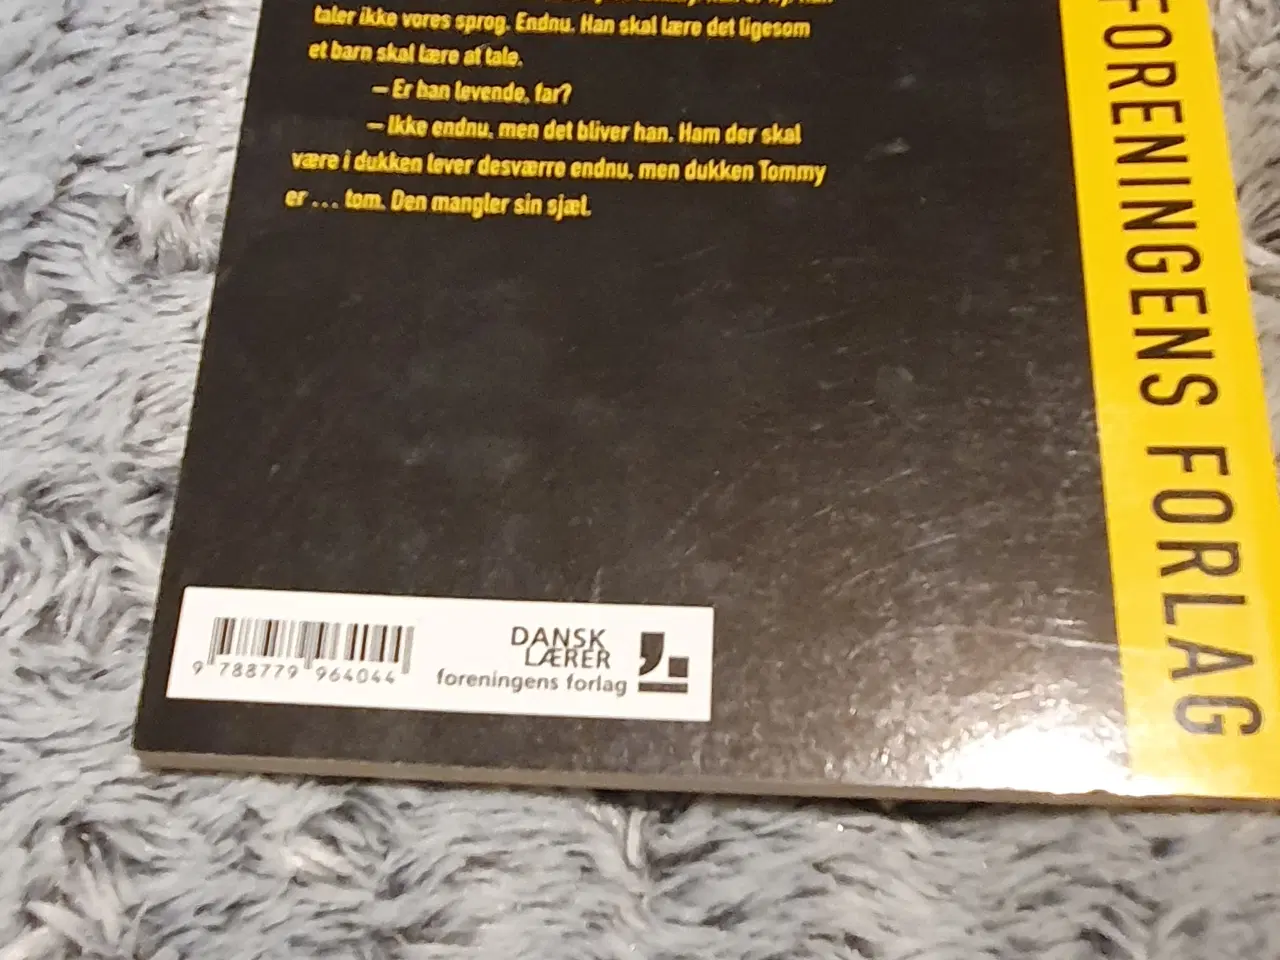 taler ikke vores sprog. Endnu. Han skal lære det ligesom
et barn skal lære at tale.
– Er han levende, far?
– Ikke endnu, men det bliver han. Ham der skal
være i dukken lever desværre endnu, men dukken Tommy
er ... tom. Den mangler sin sjæl.
FORENINGENS FORLAG
9 788779 964044
DANSK
LÆRER
foreningens forlag